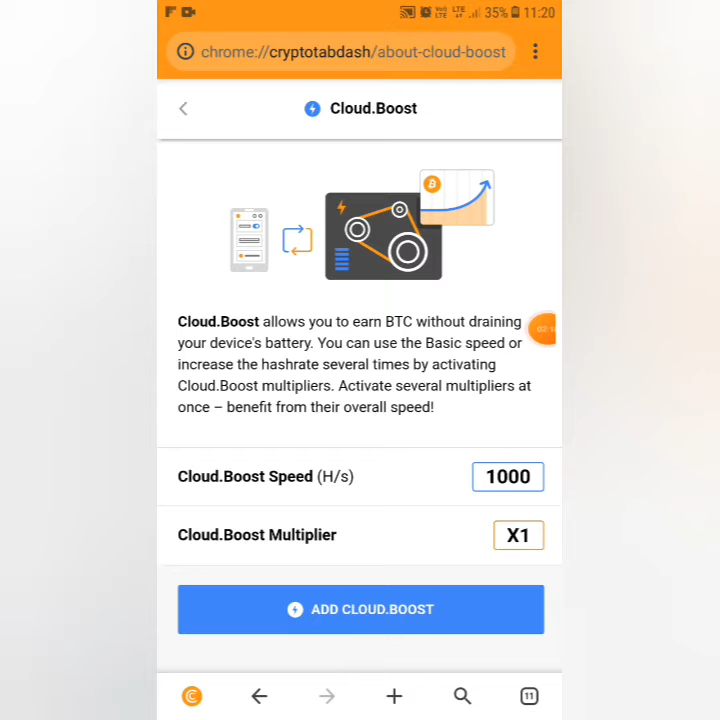 35% 11:20
chrome://cryptotabdash/about-cloud-boost
Cloud.Boost
Cloud.Boost allows you to earn BTC without draining
your device's battery. You can use the Basic speed or
increase the hashrate several times by activating
Cloud.Boost multipliers. Activate several multipliers at
once – benefit from their overall speed!
Cloud.Boost Speed (H/s) 1000
Cloud.Boost Multiplier X1
ADD CLOUD.BOOST
11